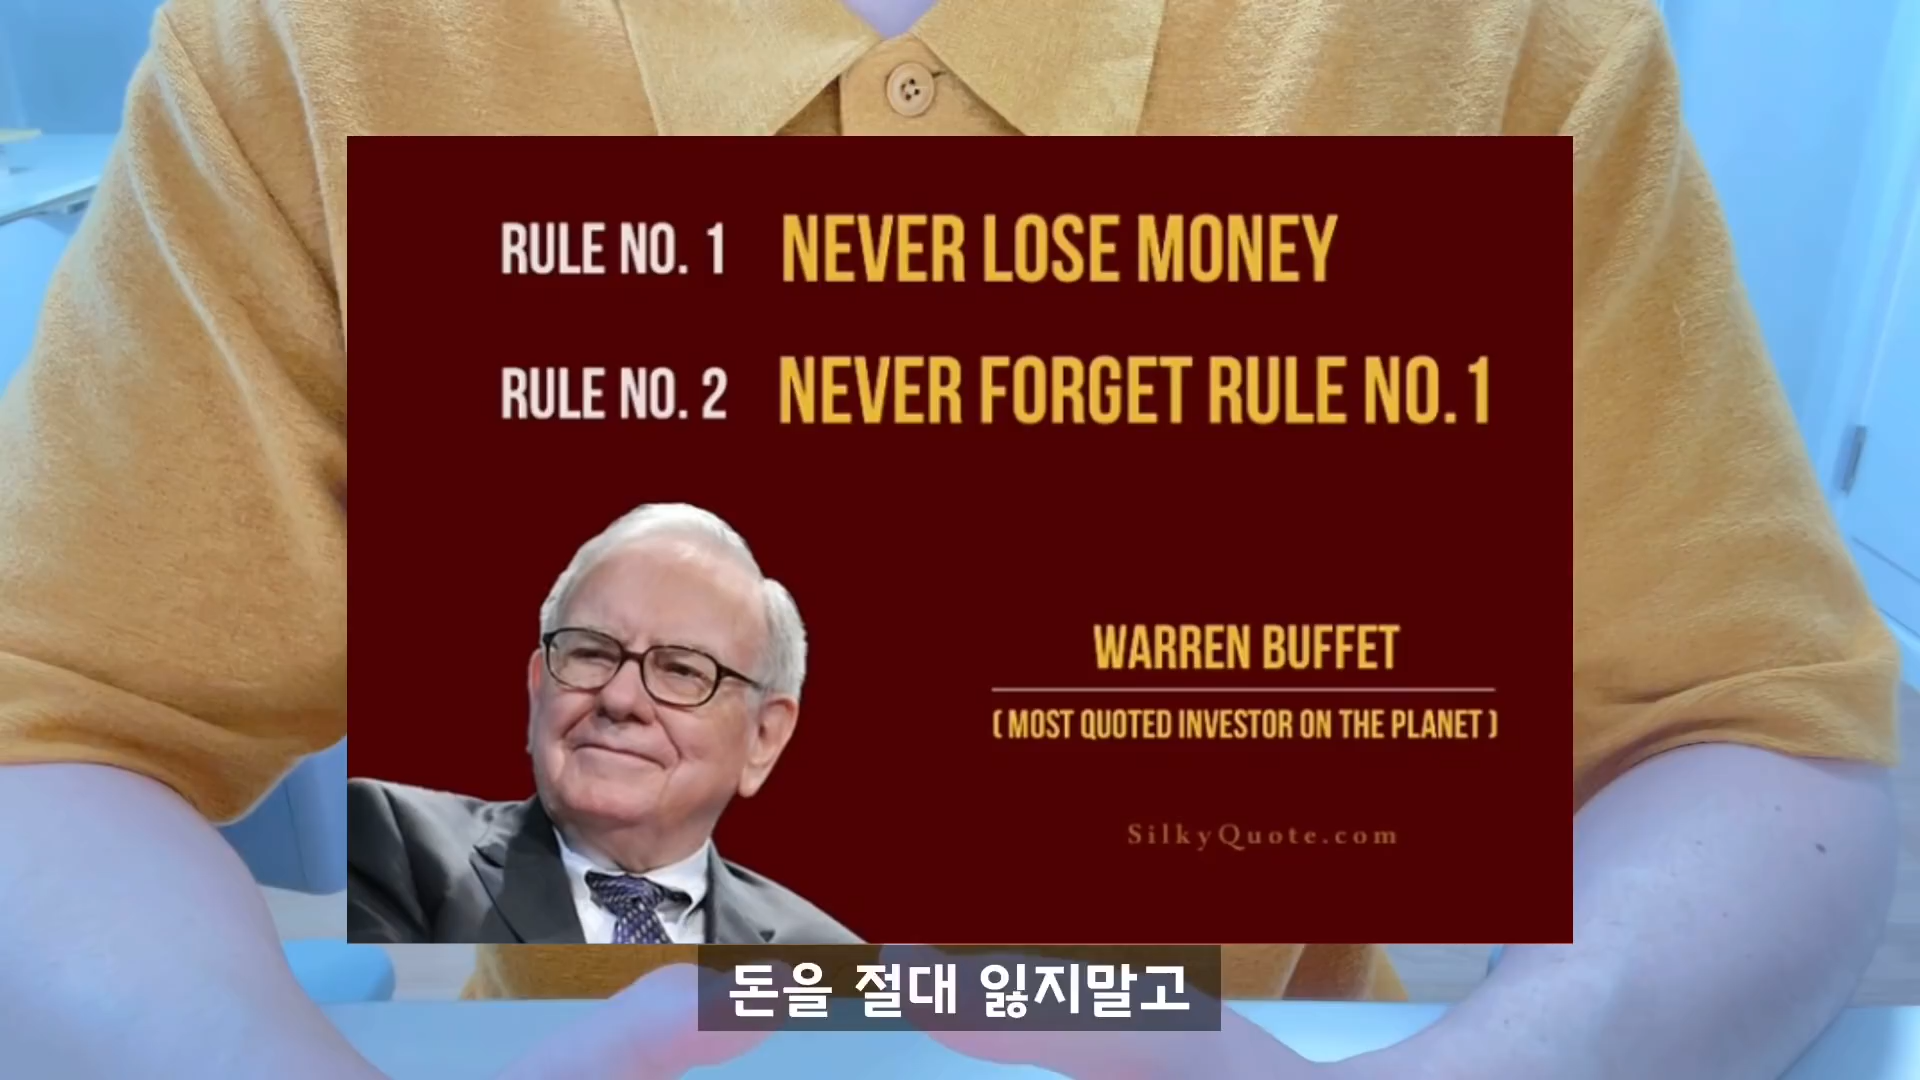 RULE NO. 1 NEVER LOSE MONEY
RULE NO. 2 NEVER FORGET RULE NO.1
WARREN BUFFET
( MOST QUOTED INVESTOR ON THE PLANET )
SilkyQuote.com
돈을 절대 잃지말고